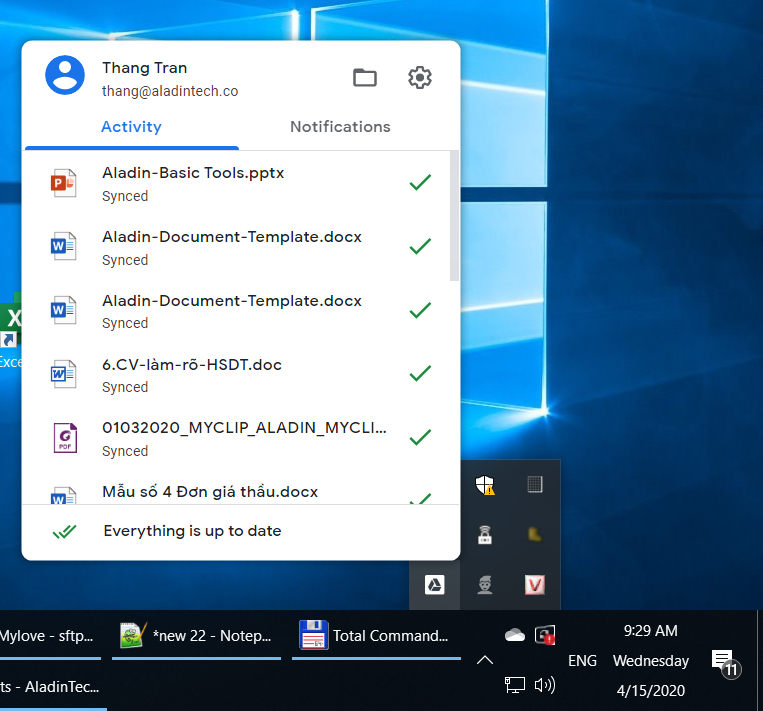 Thang Tran
thang@aladintech.co
Activity
Notifications
Aladin-Basic Tools.pptx
Synced
Aladin-Document-Template.docx
Synced
Aladin-Document-Template.docx
Synced
6.CV-làm-rõ-HSDT.doc
Synced
01032020_MYCLIP_ALADIN_MYCLI...
Synced
Mẫu số 4 Đơn giá thầu.docx
Everything is up to date
Exce
Mylove - sftp...
*new 22 - Notep...
Total Command...
ts - AladinTec...
ENG
9:29 AM
Wednesday
4/15/2020
11